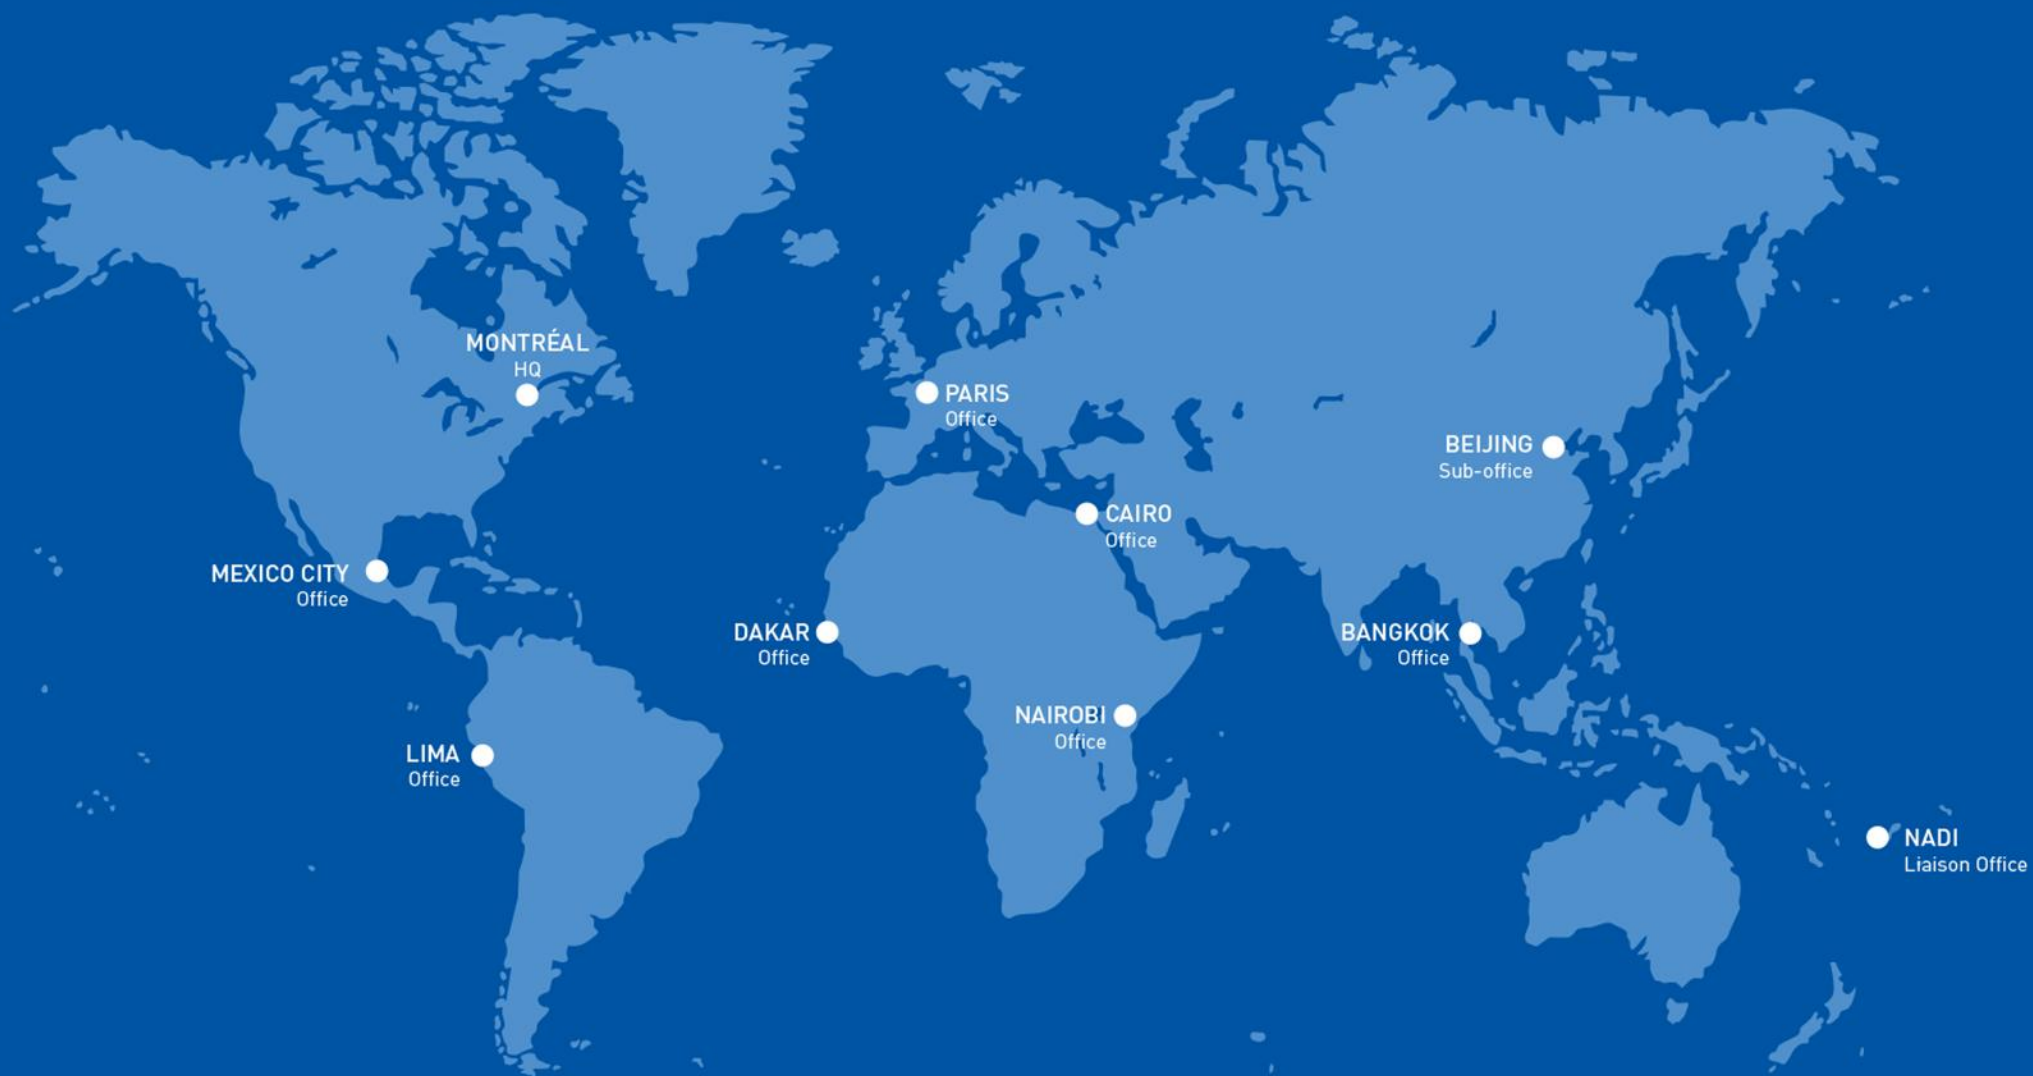 MONTRÉAL
HQ
PARIS
Office
BEIJING
Sub-office
CAIRO
Office
MEXICO CITY
Office
DAKAR
Office
BANGKOK
Office
NAIROBI
Office
LIMA
Office
NADI
Liaison Office